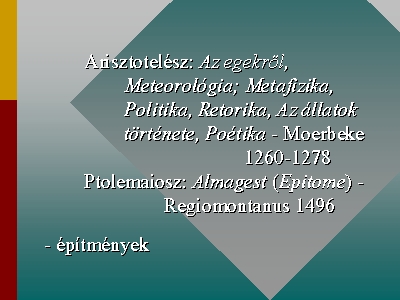 Arisztotelész: Az egekről,
Meteorológia; Metafizika,
Politika, Retorika, Az állatok
története, Poétika - Moerbeke
1260-1278
Ptolemaiosz: Almagest (Epitome) -
Regiomontanus 1496
- építmények